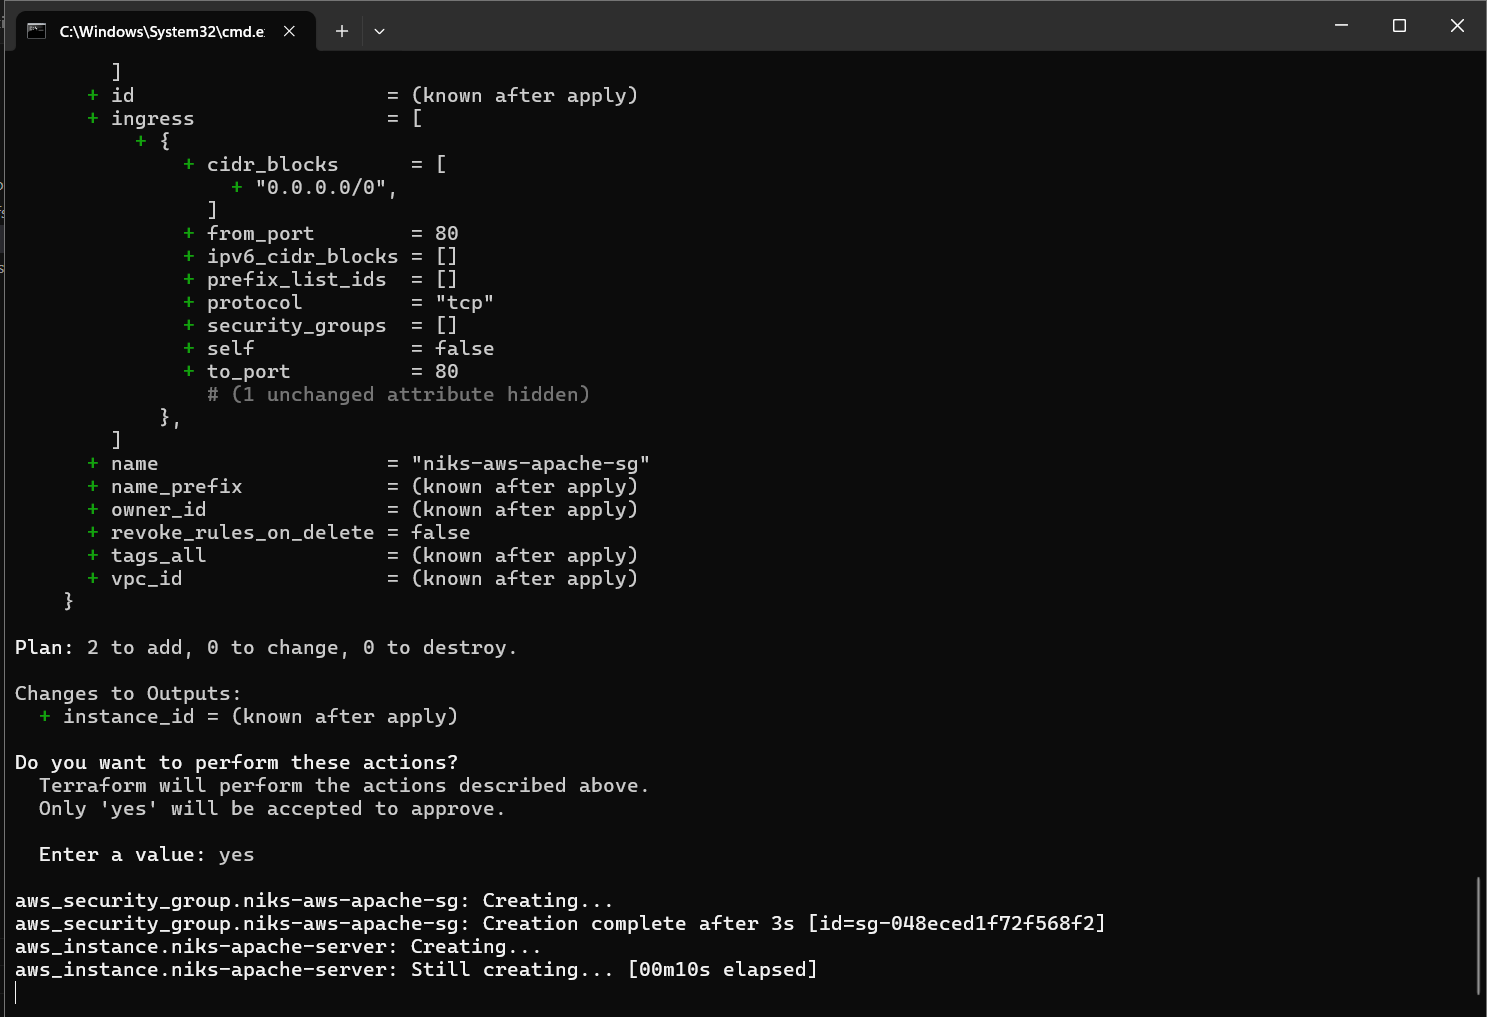 C:\Windows\System32\cmd.e
        ]
      + id                     = (known after apply)
      + ingress                = [
          + {
              + cidr_blocks      = [
                  + "0.0.0.0/0",
                ]
              + from_port        = 80
              + ipv6_cidr_blocks = []
              + prefix_list_ids  = []
              + protocol         = "tcp"
              + security_groups  = []
              + self             = false
              + to_port          = 80
                # (1 unchanged attribute hidden)
            },
        ]
      + name                   = "niks-aws-apache-sg"
      + name_prefix            = (known after apply)
      + owner_id               = (known after apply)
      + revoke_rules_on_delete = false
      + tags_all               = (known after apply)
      + vpc_id                 = (known after apply)
    }
Plan: 2 to add, 0 to change, 0 to destroy.
Changes to Outputs:
  + instance_id = (known after apply)
Do you want to perform these actions?
  Terraform will perform the actions described above.
  Only 'yes' will be accepted to approve.
  Enter a value: yes
aws_security_group.niks-aws-apache-sg: Creating...
aws_security_group.niks-aws-apache-sg: Creation complete after 3s [id=sg-048eced1f72f568f2]
aws_instance.niks-apache-server: Creating...
aws_instance.niks-apache-server: Still creating... [00m10s elapsed]